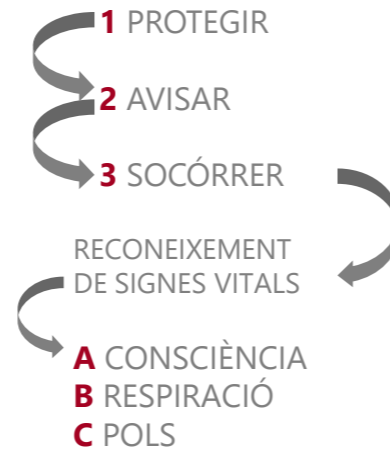 1 PROTEGIR
2 AVISAR
3 SOCÓRRER
RECONEIXEMENT
DE SIGNES VITALS
A CONSCIÈNCIA
B RESPIRACIÓ
C POLS